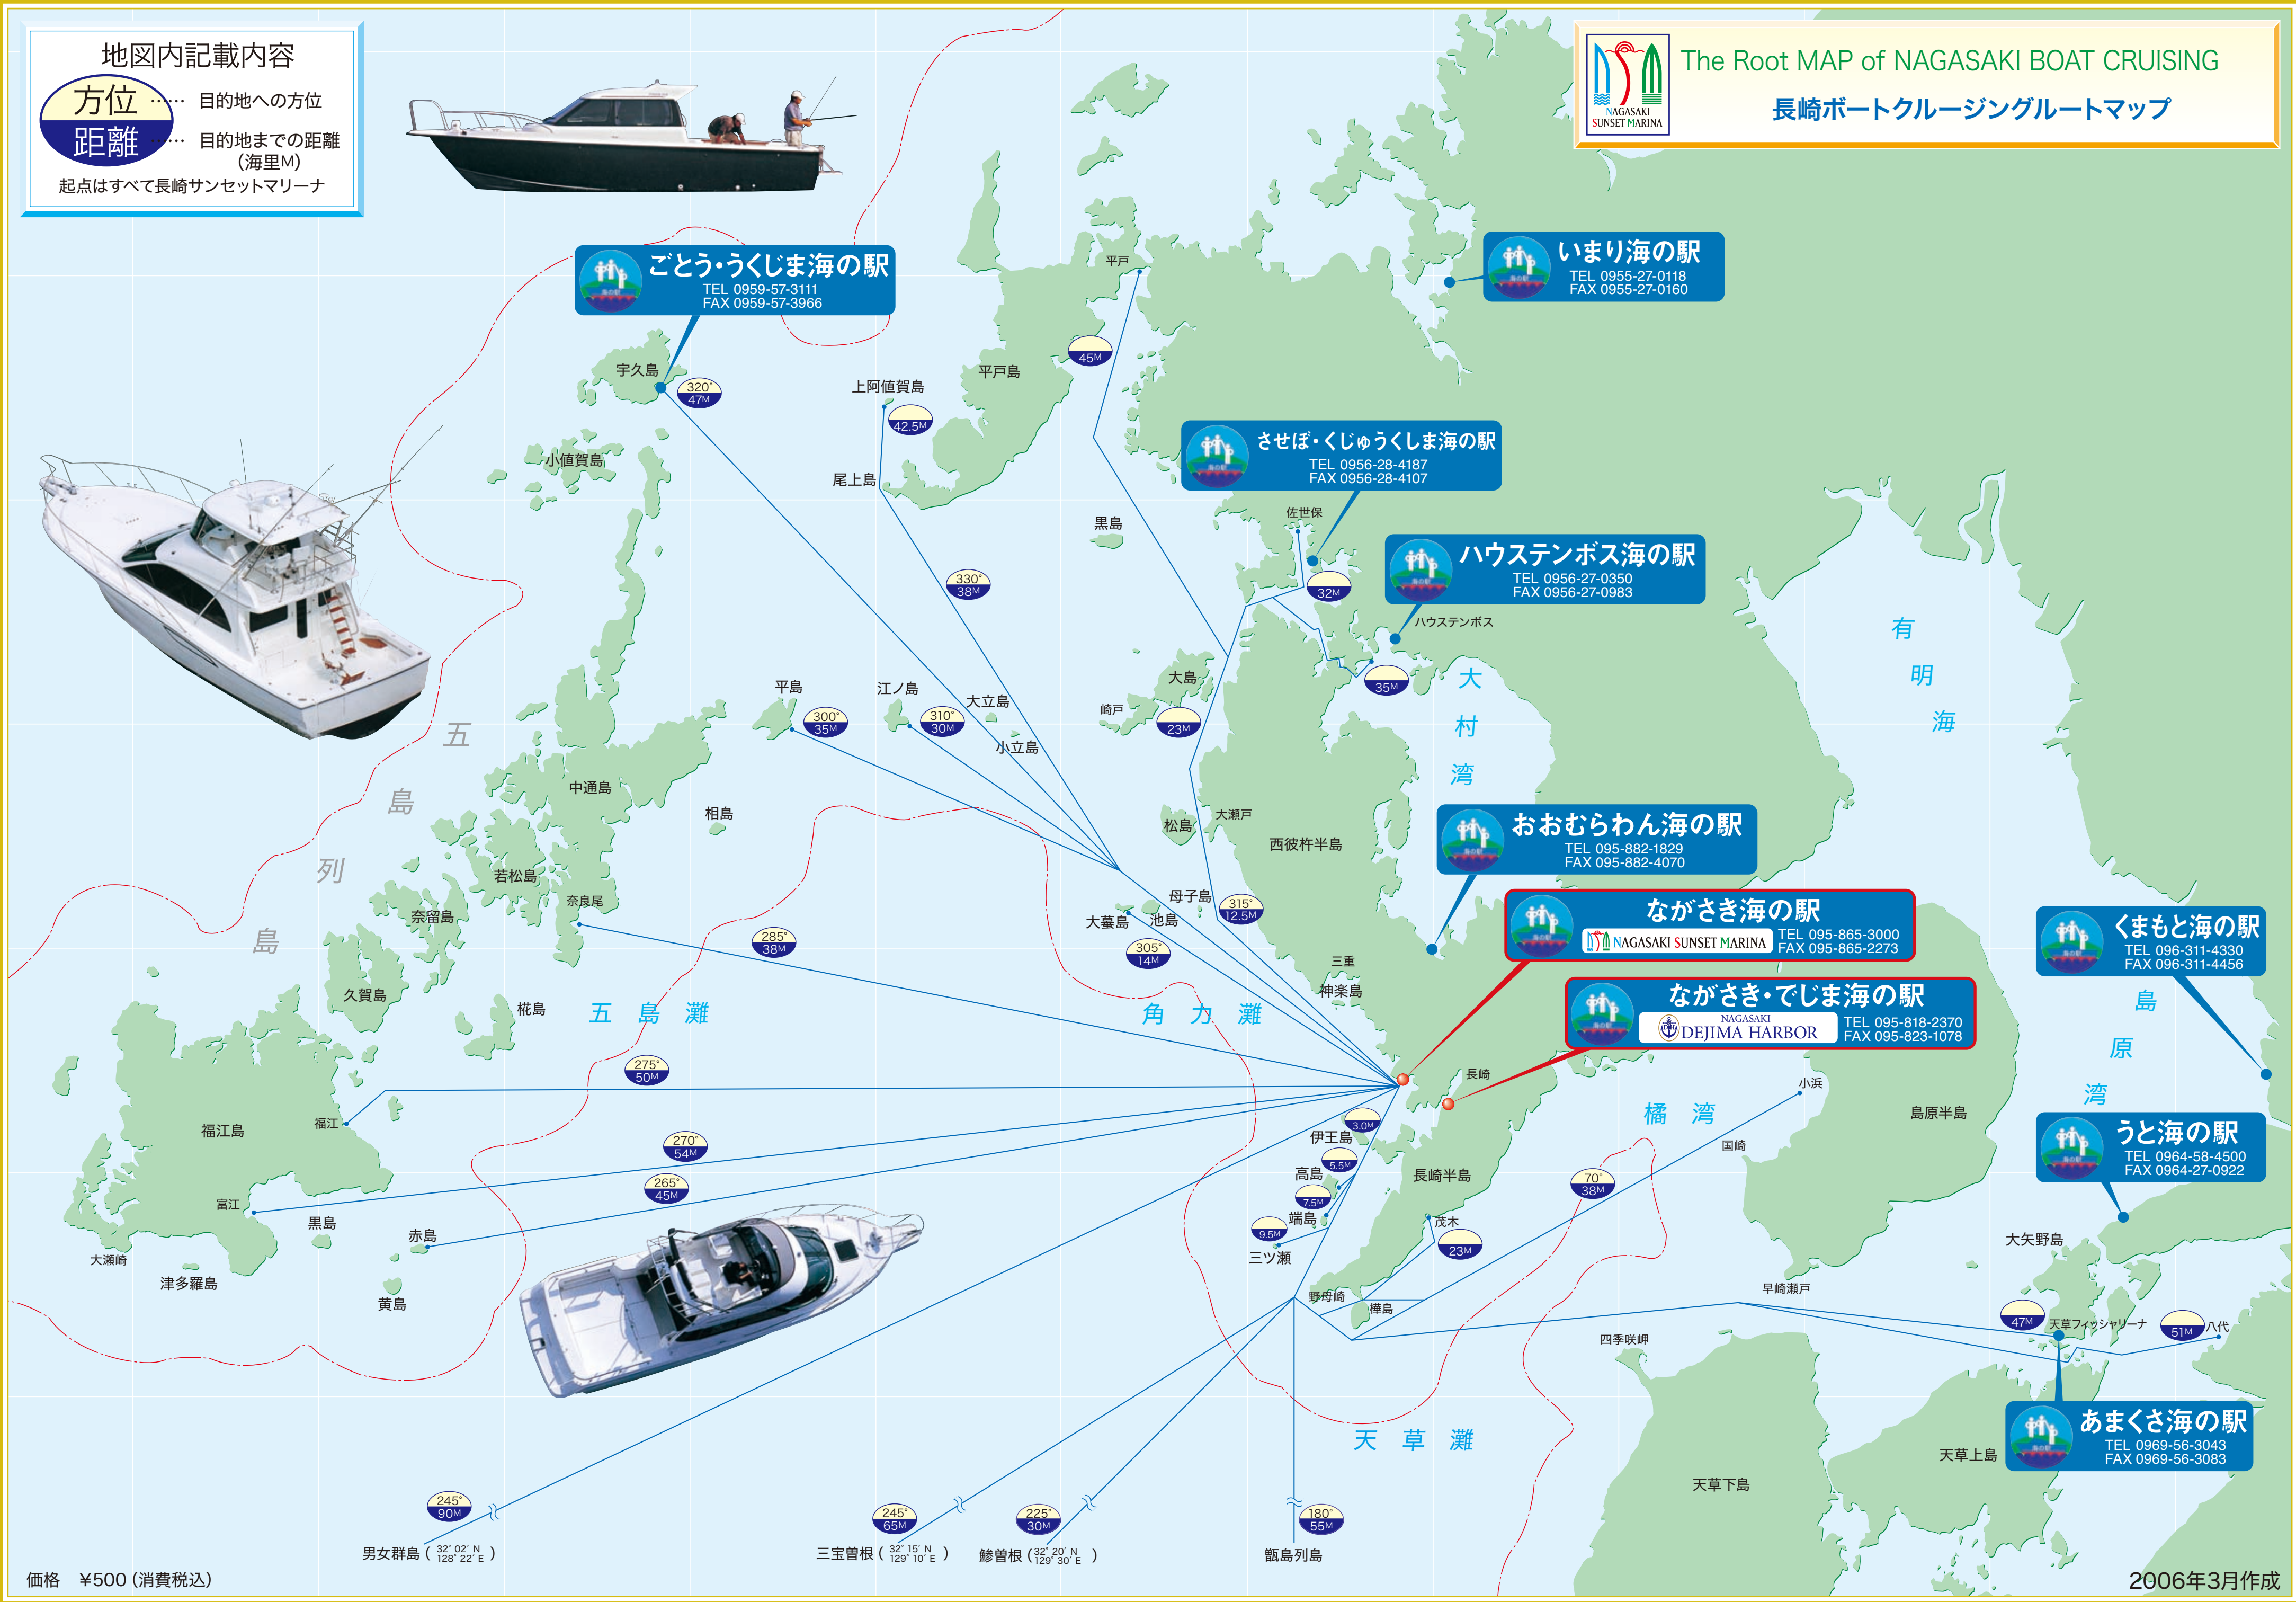 地図内記載内容
方位 …… 目的地への方位
距離 …… 目的地までの距離
(海里M)
起点はすべて長崎サンセットマリーナ
NAGASAKI
SUNSET MARINA
The Root MAP of NAGASAKI BOAT CRUISING
長崎ボートクルージングルートマップ
ごとう・うくじま海の駅
TEL 0959-57-3111
FAX 0959-57-3966
いまり海の駅
TEL 0955-27-0118
FAX 0955-27-0160
平戸
45M
宇久島
320°
47M
上阿値賀島
42.5M
平戸島
小値賀島
尾上島
させぼ・くじゅうくしま海の駅
TEL 0956-28-4187
FAX 0956-28-4107
黒島
佐世保
ハウステンボス海の駅
TEL 0956-27-0350
FAX 0956-27-0983
330°
38M
32M
ハウステンボス
35M
有明海
大村湾
五島列島
平島
300°
35M
江ノ島
310°
30M
大立島
小立島
大島
崎戸
23M
中通島
相島
松島
大瀬戸
西彼杵半島
おおむらわん海の駅
TEL 095-882-1829
FAX 095-882-4070
若松島
奈良尾
奈留島
285°
38M
母子島
大蟇島
池島
315°
12.5M
305°
14M
ながさき海の駅
NAGASAKI SUNSET MARINA
TEL 095-865-3000
FAX 095-865-2273
くまもと海の駅
TEL 096-311-4330
FAX 096-311-4456
三重
神楽島
久賀島
椛島
五島灘
角力灘
ながさき・でじま海の駅
NAGASAKI
DEJIMA HARBOR
TEL 095-818-2370
FAX 095-823-1078
島原湾
275°
50M
長崎
小浜
橘湾
島原半島
福江島
福江
3.0M
伊王島
270°
54M
5.5M
高島
長崎半島
国崎
うと海の駅
TEL 0964-58-4500
FAX 0964-27-0922
265°
45M
70°
38M
7.5M
端島
富江
黒島
赤島
9.5M
三ツ瀬
茂木
23M
大瀬崎
津多羅島
黄島
大矢野島
早崎瀬戸
野母崎
樺島
47M
天草フィッシャリーナ
51M
八代
四季咲岬
あまくさ海の駅
TEL 0969-56-3043
FAX 0969-56-3083
天草灘
天草上島
天草下島
245°
90M
男女群島 ( 32° 02′ N
128° 22′ E )
245°
65M
三宝曽根 ( 32° 15′ N
129° 10′ E )
225°
30M
鯵曽根 ( 32° 20′ N
129° 30′ E )
180°
55M
甑島列島
価格 ¥500 (消費税込)
2006年3月作成